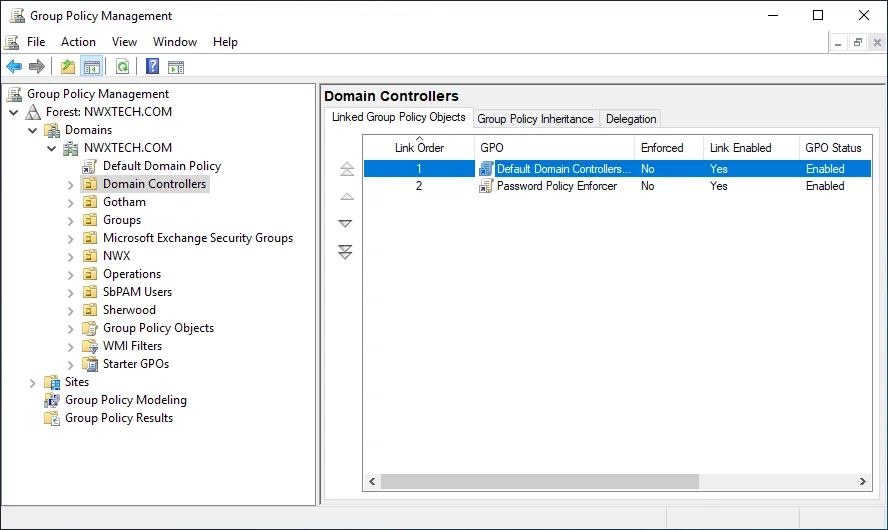 Group Policy Management
File Action View Window Help
Group Policy Management
Forest: NWXTECH.COM
Domains
NWXTECH.COM
Default Domain Policy
Domain Controllers
Gotham
Groups
Microsoft Exchange Security Groups
NWX
Operations
SbPAM Users
Sherwood
Group Policy Objects
WMI Filters
Starter GPOs
Sites
Group Policy Modeling
Group Policy Results
Domain Controllers
Linked Group Policy Objects Group Policy Inheritance Delegation
Link Order GPO Enforced Link Enabled GPO Status
1 Default Domain Controllers... No Yes Enabled
2 Password Policy Enforcer No Yes Enabled